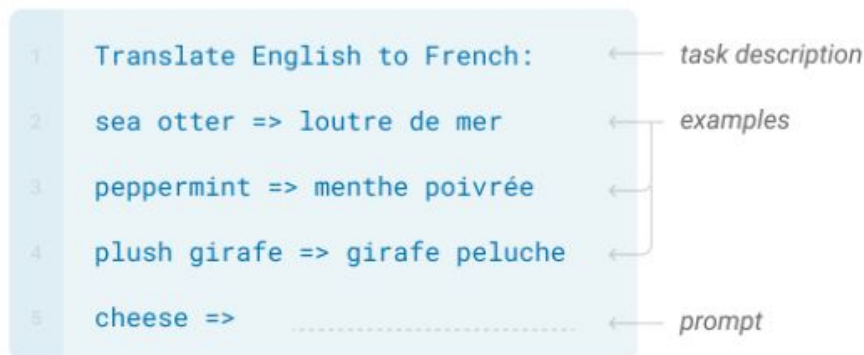 1 Translate English to French: task description
2 sea otter => loutre de mer examples
3 peppermint => menthe poivrée
4 plush girafe => girafe peluche
5 cheese => prompt